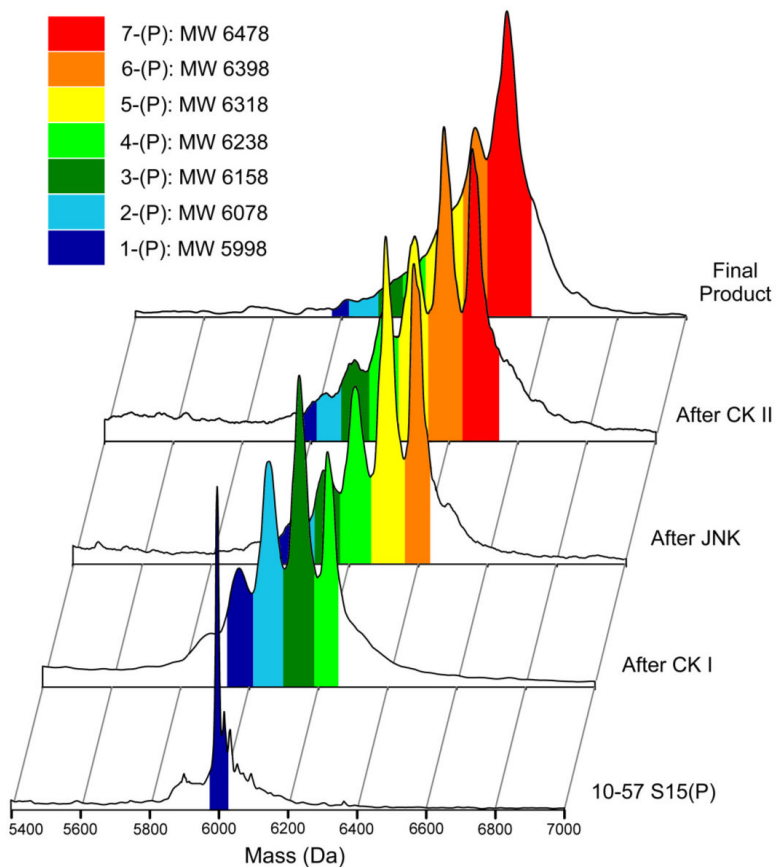 7-(P): MW 6478
6-(P): MW 6398
5-(P): MW 6318
4-(P): MW 6238
3-(P): MW 6158
2-(P): MW 6078
1-(P): MW 5998
Final
Product
After CK II
After JNK
After CK I
10-57 S15(P)
5400 5600 5800 6000 6200 6400 6600 6800 7000
Mass (Da)